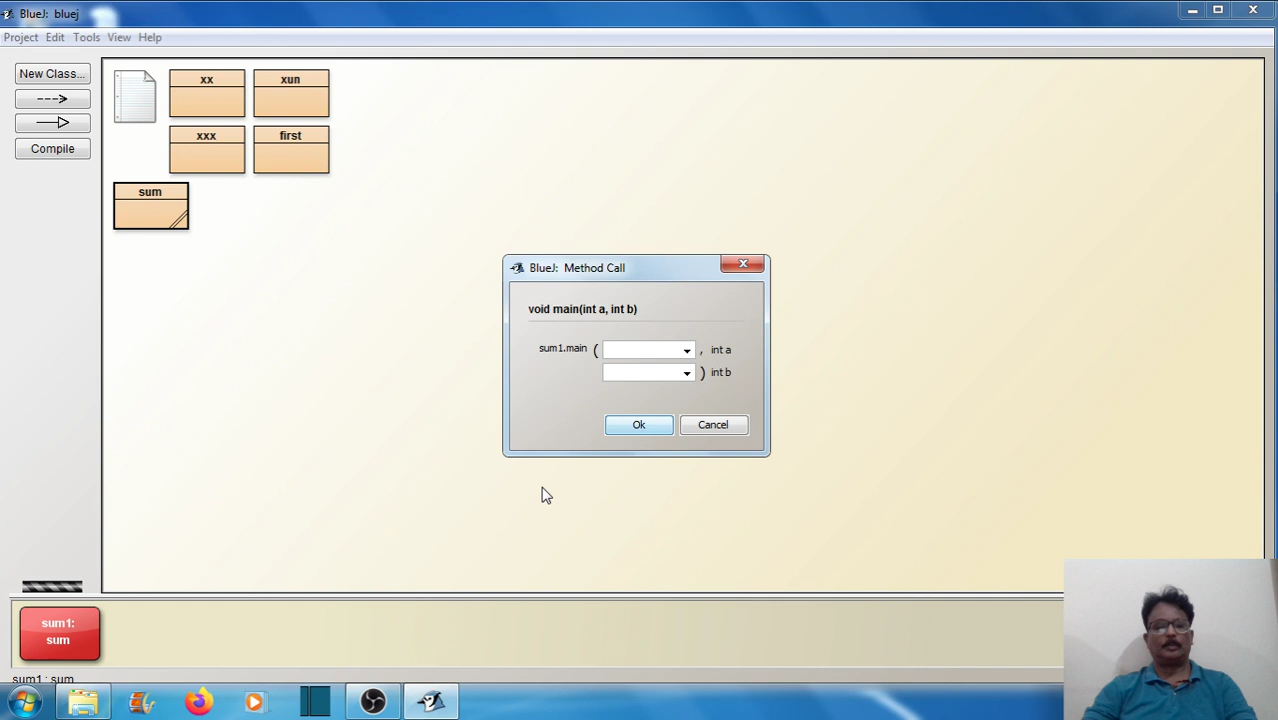 BlueJ: bluej
Project Edit Tools View Help
New Class...
Compile
xx
xun
xxx
first
sum
BlueJ: Method Call
void main(int a, int b)
sum1.main ( , int a
) int b
Ok
Cancel
sum1:
sum
sum1 : sum